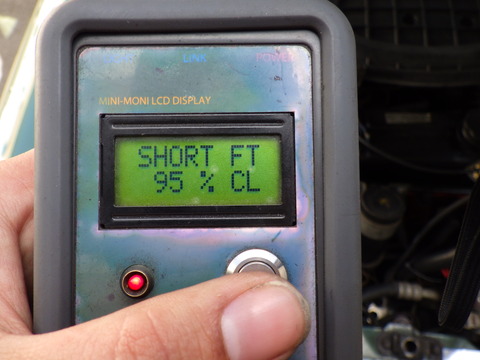 LINK
POWER
MINI-MONI LCD DISPLAY
SHORT FT
95 % CL